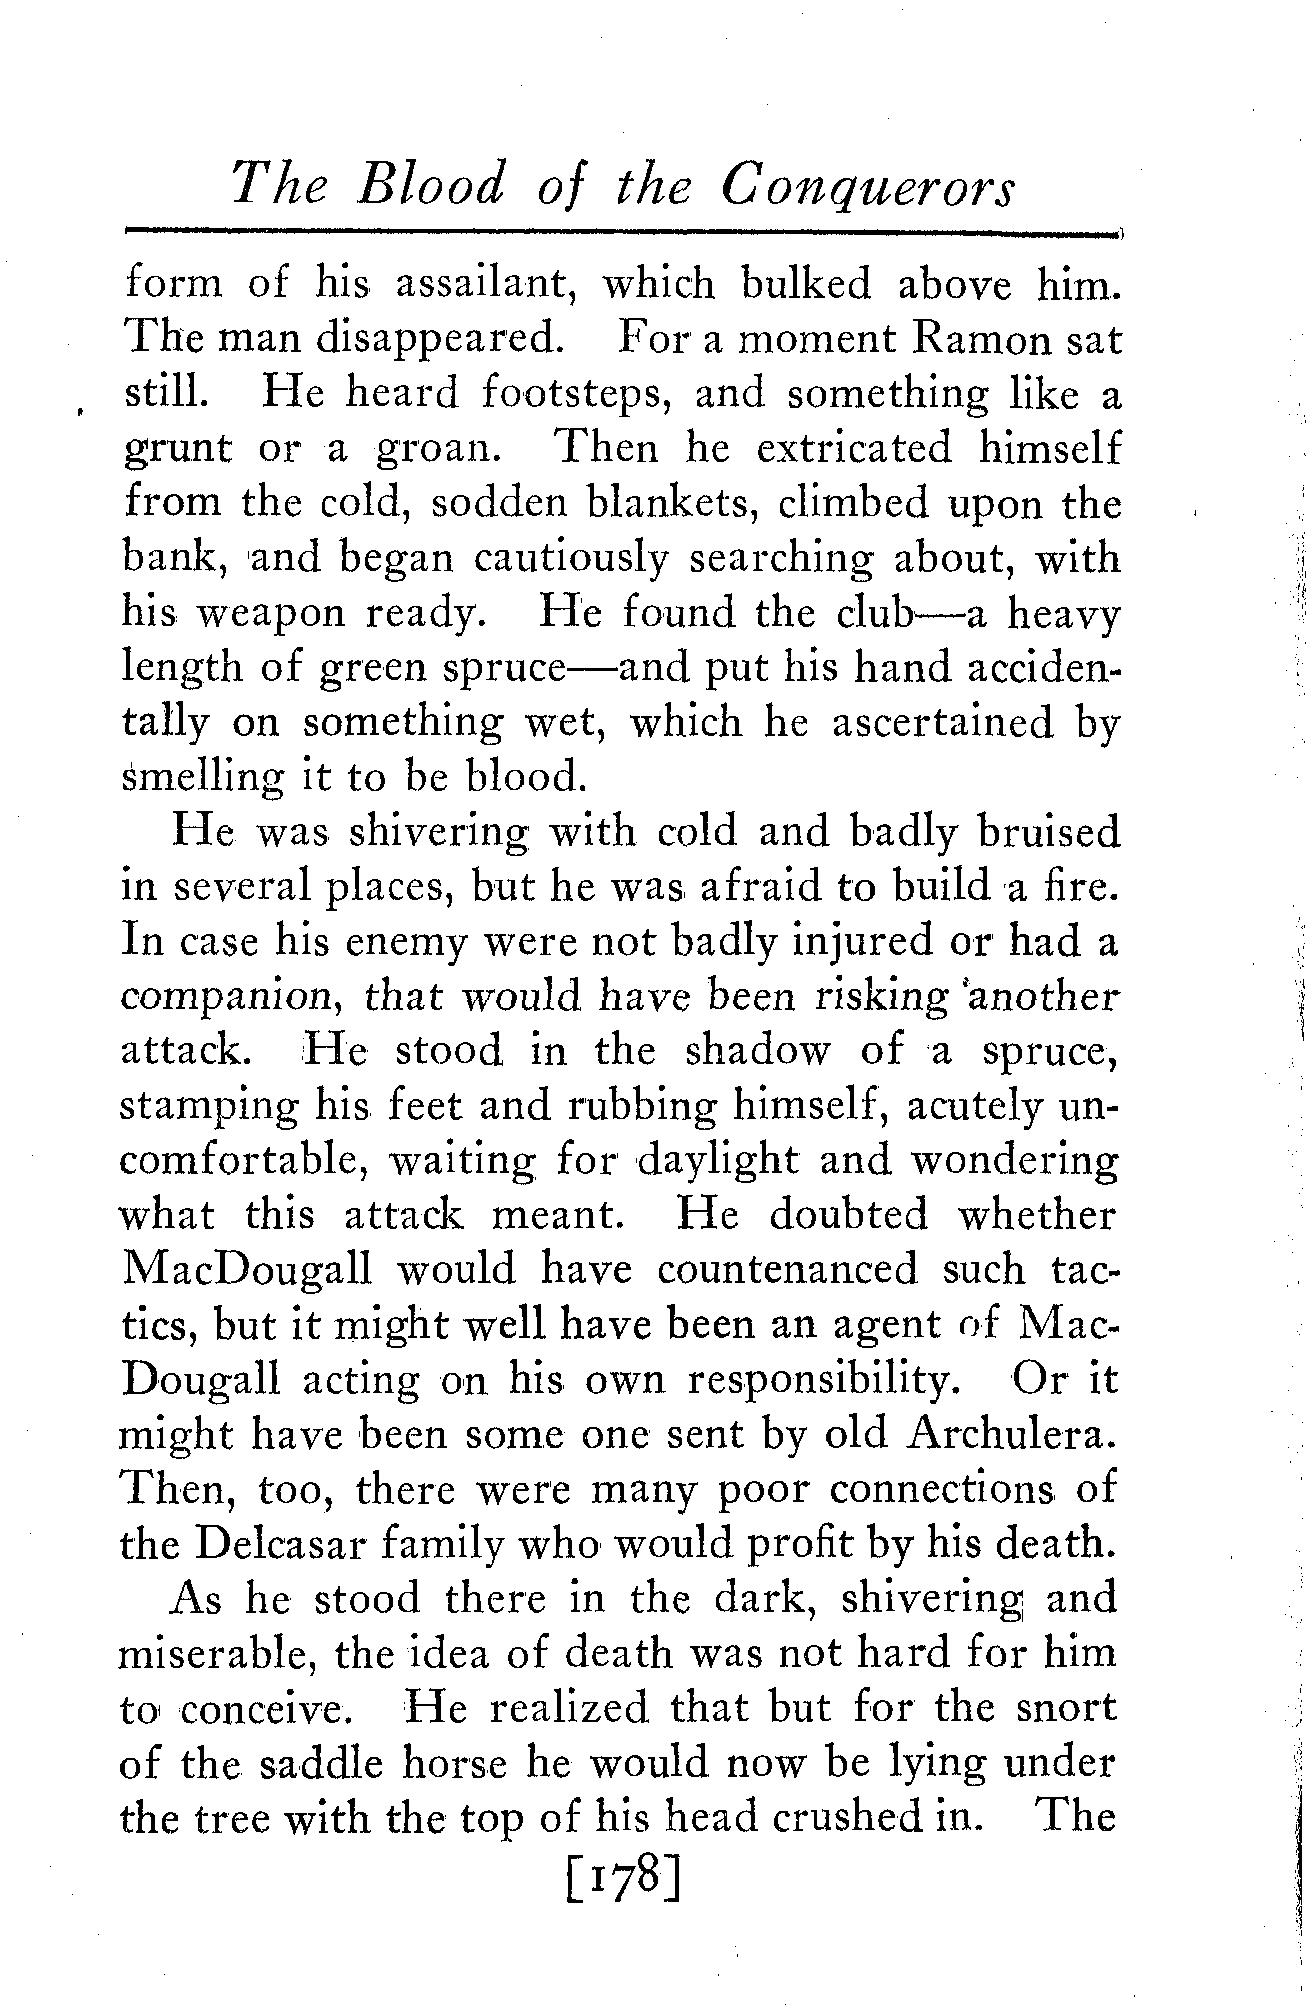 The Blood of the Conquerors
form of his assailant, which bulked above him.
The man disappeared. For a moment Ramon sat
still. He heard footsteps, and something like a
grunt or a groan. Then he extricated himself
from the cold, sodden blankets, climbed upon the
bank, and began cautiously searching about, with
his weapon ready. He found the club—a heavy
length of green spruce—and put his hand acciden-
tally on something wet, which he ascertained by
smelling it to be blood.
He was shivering with cold and badly bruised
in several places, but he was afraid to build a fire.
In case his enemy were not badly injured or had a
companion, that would have been risking another
attack. He stood in the shadow of a spruce,
stamping his feet and rubbing himself, acutely un-
comfortable, waiting for daylight and wondering
what this attack meant. He doubted whether
MacDougall would have countenanced such tac-
tics, but it might well have been an agent of Mac-
Dougall acting on his own responsibility. Or it
might have been some one sent by old Archulera.
Then, too, there were many poor connections of
the Delcasar family who would profit by his death.
As he stood there in the dark, shivering and
miserable, the idea of death was not hard for him
to conceive. He realized that but for the snort
of the saddle horse he would now be lying under
the tree with the top of his head crushed in. The
[178]